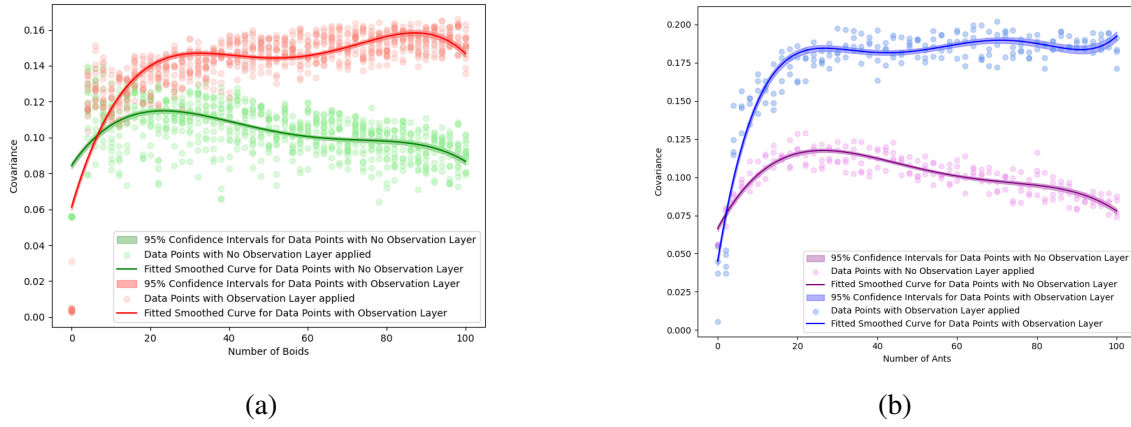 0.16
0.14
0.12
0.10
0.08
0.06
0.04
0.02
0.00
Covariance
95% Confidence Intervals for Data Points with No Observation Layer
Data Points with No Observation Layer applied
Fitted Smoothed Curve for Data Points with No Observation Layer
95% Confidence Intervals for Data Points with Observation Layer
Data Points with Observation Layer applied
Fitted Smoothed Curve for Data Points with Observation Layer
0 20 40 60 80 100
Number of Boids
(a)
0.200
0.175
0.150
0.125
0.100
0.075
0.050
0.025
0.000
Covariance
95% Confidence Intervals for Data Points with No Observation Layer
Data Points with No Observation Layer applied
Fitted Smoothed Curve for Data Points with No Observation Layer
95% Confidence Intervals for Data Points with Observation Layer
Data Points with Observation Layer applied
Fitted Smoothed Curve for Data Points with Observation Layer
0 20 40 60 80 100
Number of Ants
(b)